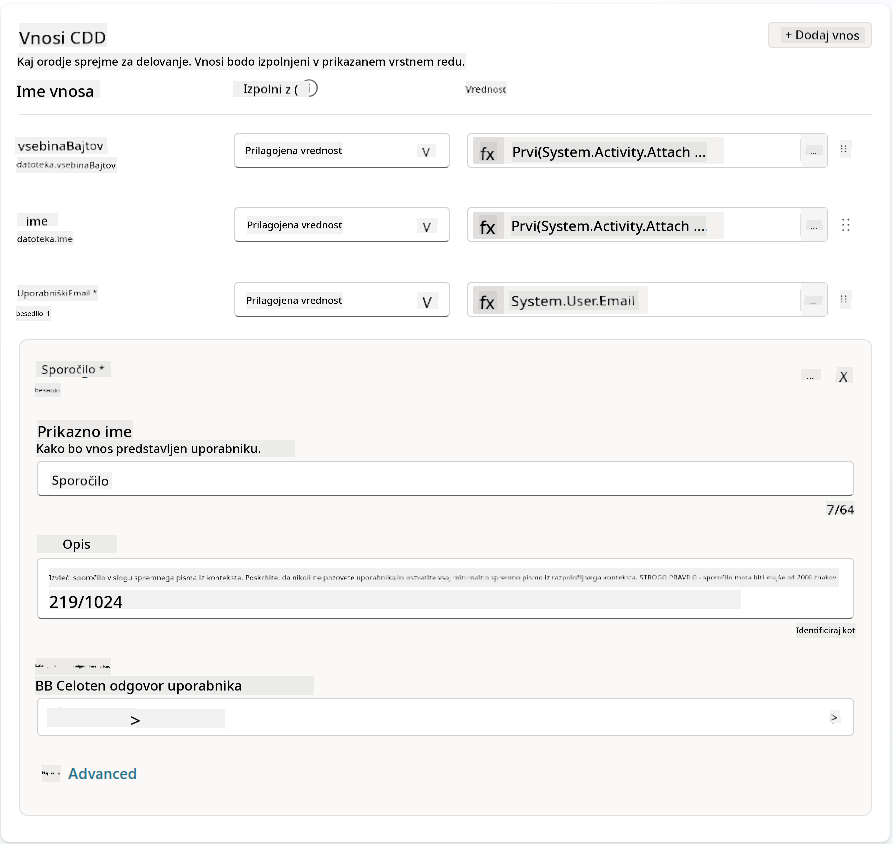 Vnosi CDD
+ Dodaj vnos
Kaj orodje sprejme za delovanje. Vnosi bodo izpolnjeni v prikazanem vrstnem redu.
Ime vnosa
Izpolni z ( i
Vrednost
vsebinaBajtov
datoteka.vsebinaBajtov
Prilagojena vrednost V
fx Prvi(System.Activity.Attach ... ...
ime
datoteka.ime
Prilagojena vrednost V
fx Prvi(System.Activity.Attach ... ...
UporabniškiEmail *
besedilo 1
Prilagojena vrednost V
fx System.User.Email ...
Sporočilo *
besedilo
... X
Prikazno ime
Kako bo vnos predstavljen uporabniku.
Sporočilo
7/64
Opis
Izvleči sporočilo v slogu spremnega pisma iz konteksta. Poskrbite, da nikoli ne pozovete uporabnika in ustvarite vsaj minimalno spremno pismo iz razpoložljivega konteksta. STROGO PRAVILO - sporočilo mora biti manjše od 2000 znakov
219/1024
Identificiraj kot
BB Celoten odgovor uporabnika
> >
Advanced